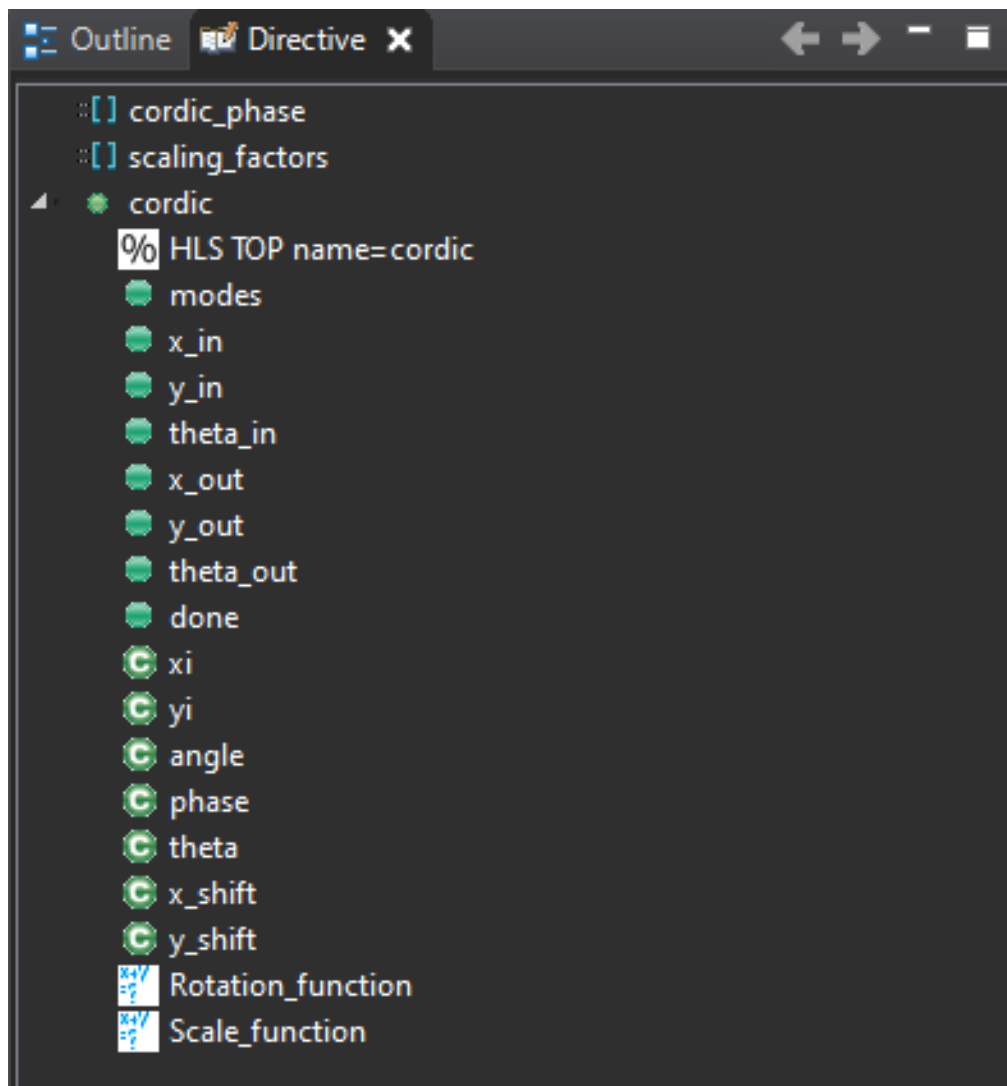 Outline Directive
cordic_phase
scaling_factors
cordic
% HLS TOP name=cordic
modes
x_in
y_in
theta_in
x_out
y_out
theta_out
done
C xi
C yi
C angle
C phase
C theta
C x_shift
C y_shift
x+y=? Rotation_function
x+y=? Scale_function